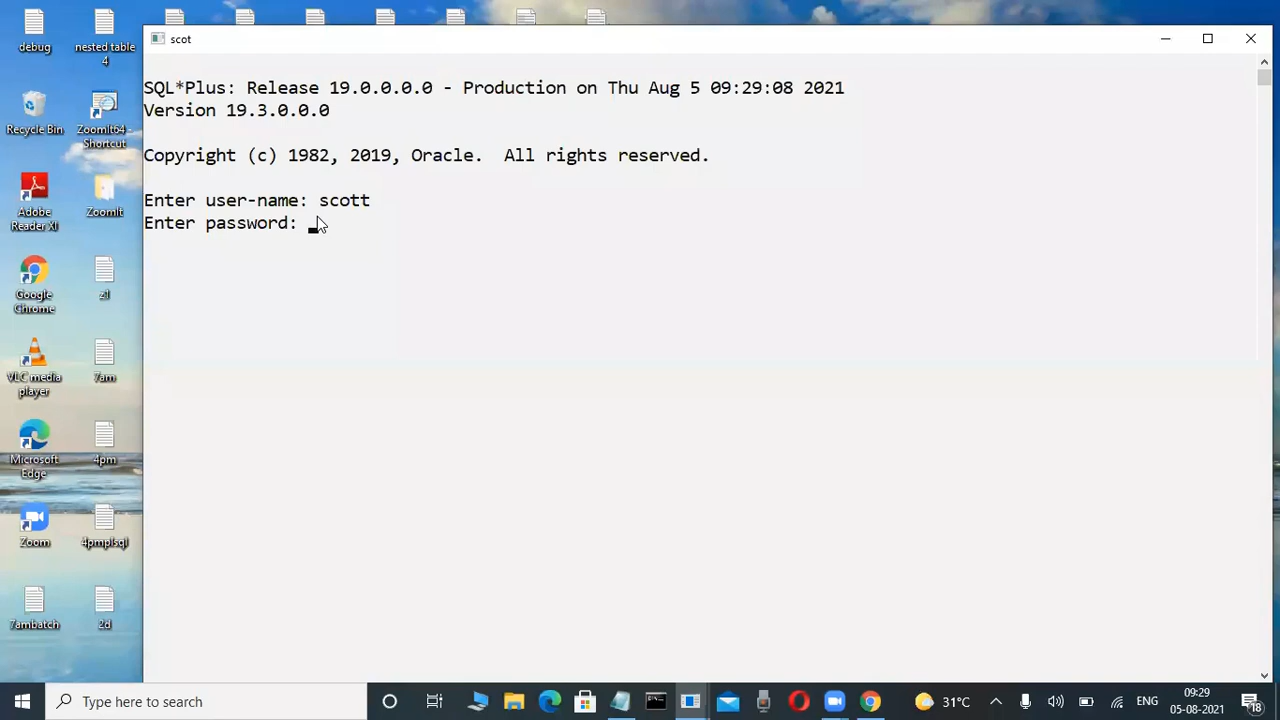 debug
nested table
4
scot
SQL*Plus: Release 19.0.0.0.0 - Production on Thu Aug 5 09:29:08 2021
Version 19.3.0.0.0
Copyright (c) 1982, 2019, Oracle.  All rights reserved.
Enter user-name: scott
Enter password:
Recycle Bin
ZoomIt64 -
Shortcut
Adobe
Reader XI
ZoomIt
Google
Chrome
z1
VLC media
player
7am
Microsoft
Edge
4pm
Zoom
4pmplsql
7ambatch
2d
Type here to search
31°C
ENG
09:29
05-08-2021
18